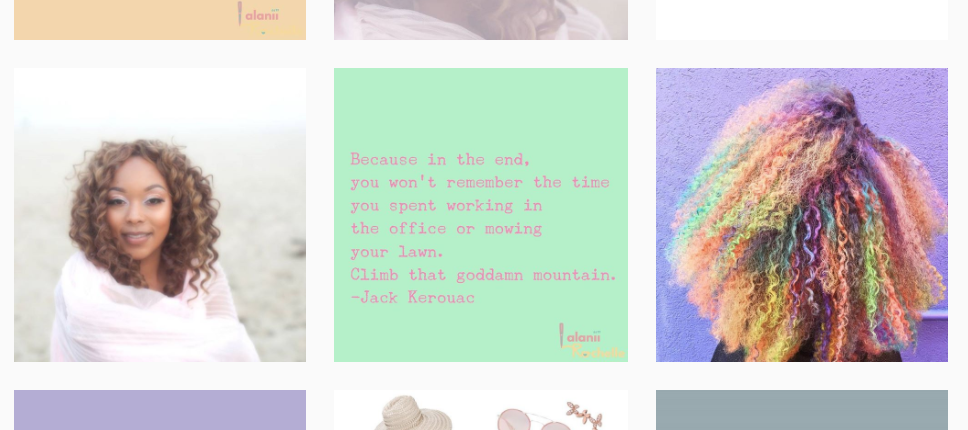 alanii
Because in the end,
you won't remember the time
you spent working in
the office or mowing
your lawn.
Climb that goddamn mountain.
-Jack Kerouac
alanii